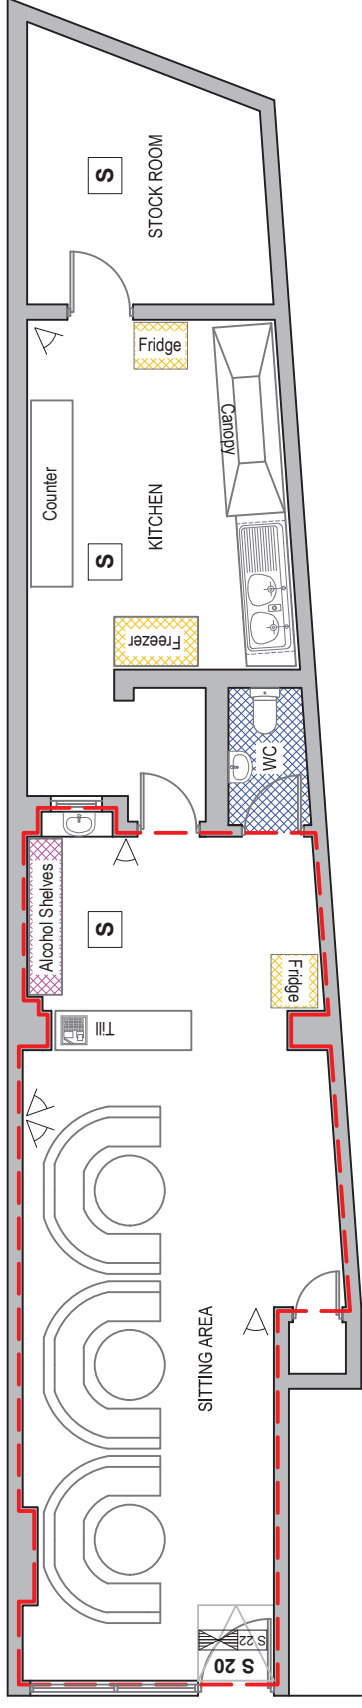 S
STOCK ROOM
Fridge
Canopy
Counter
KITCHEN
S
Freezer
WC
Alcohol Shelves
S
Fridge
Till
SITTING AREA
S 22
S 20